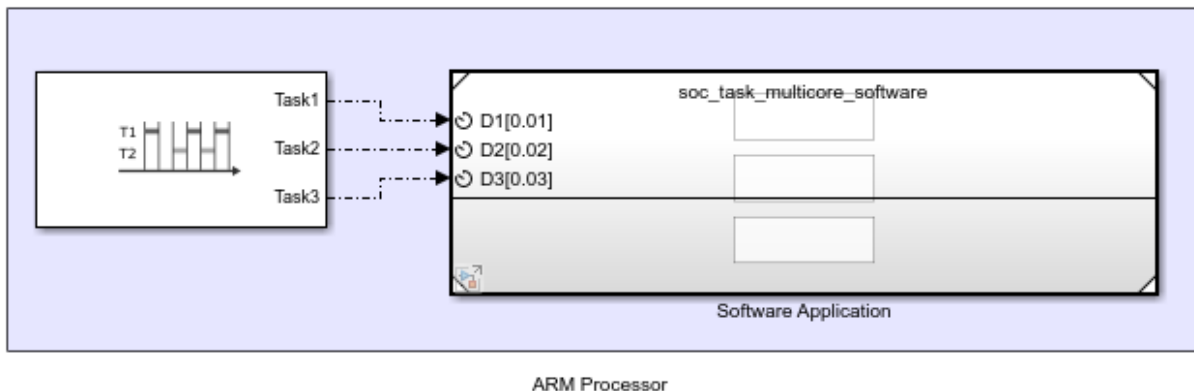 Task1
Task2
Task3
T1
T2
soc_task_multicore_software
D1[0.01]
D2[0.02]
D3[0.03]
Software Application
ARM Processor